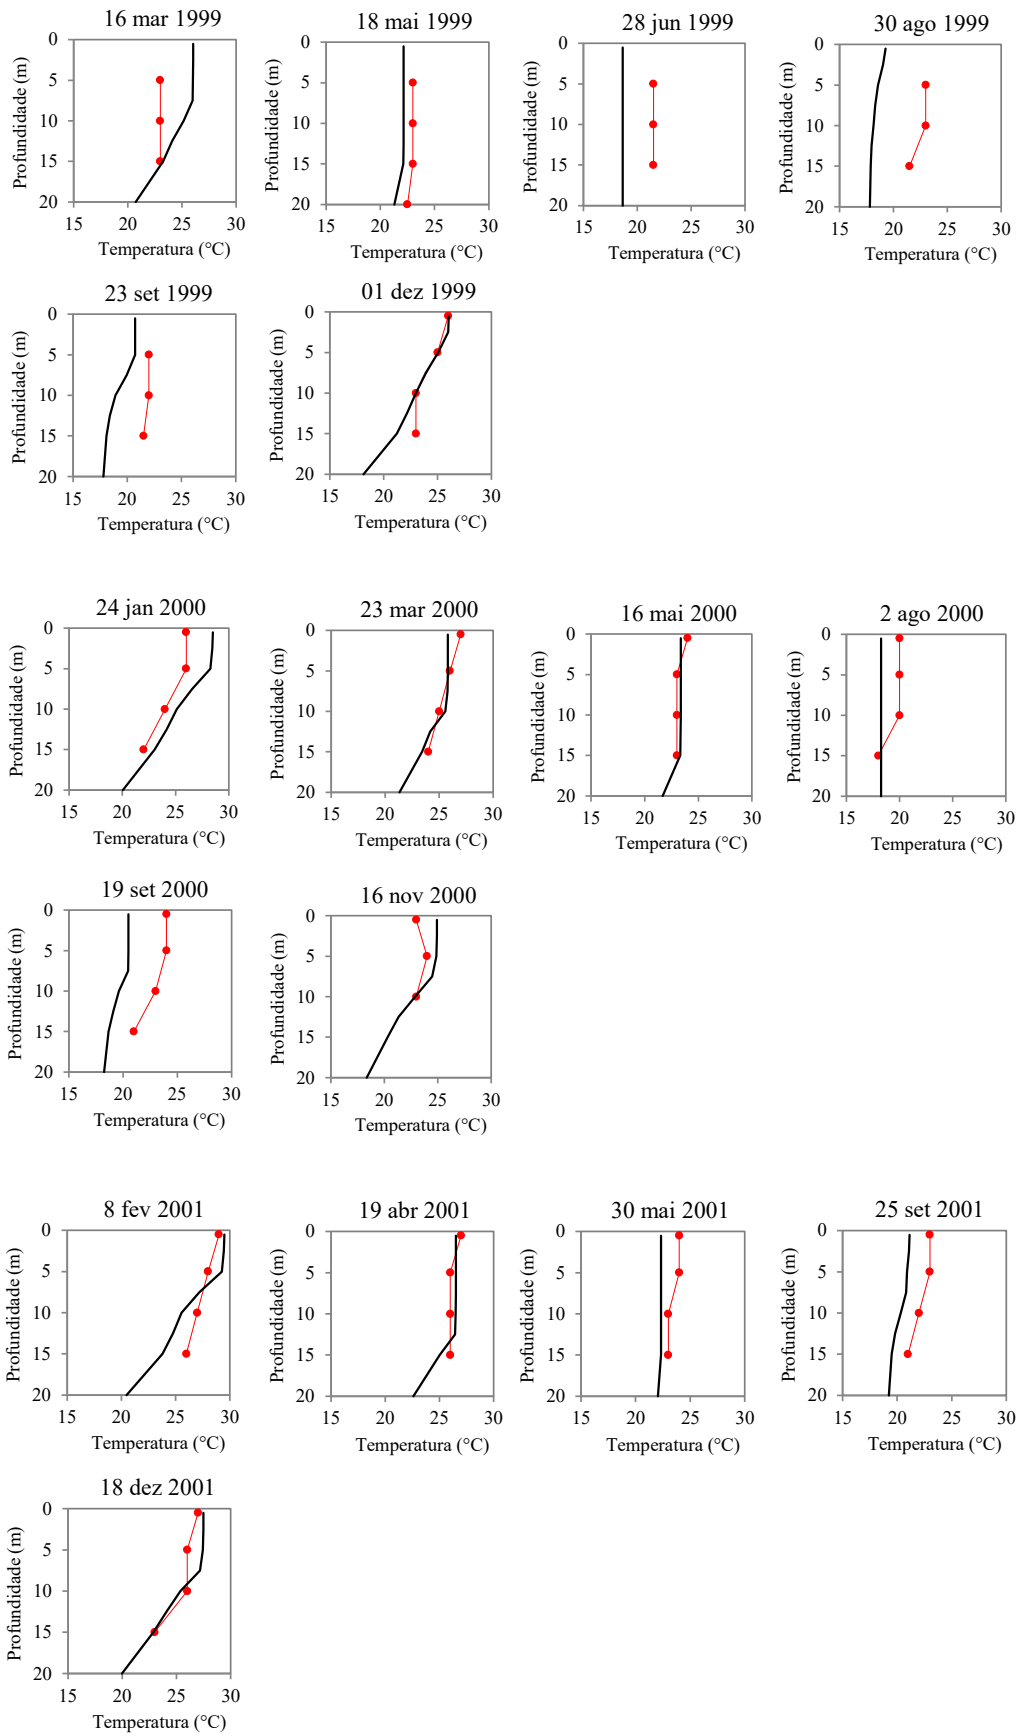 16 mar 1999
Profundidade (m)
0
5
10
15
20
15 20 25 30
Temperatura (°C)
18 mai 1999
Profundidade (m)
0
5
10
15
20
15 20 25 30
Temperatura (°C)
28 jun 1999
Profundidade (m)
0
5
10
15
20
15 20 25 30
Temperatura (°C)
30 ago 1999
Profundidade (m)
0
5
10
15
20
15 20 25 30
Temperatura (°C)
23 set 1999
Profundidade (m)
0
5
10
15
20
15 20 25 30
Temperatura (°C)
01 dez 1999
Profundidade (m)
0
5
10
15
20
15 20 25 30
Temperatura (°C)
24 jan 2000
Profundidade (m)
0
5
10
15
20
15 20 25 30
Temperatura (°C)
23 mar 2000
Profundidade (m)
0
5
10
15
20
15 20 25 30
Temperatura (°C)
16 mai 2000
Profundidade (m)
0
5
10
15
20
15 20 25 30
Temperatura (°C)
2 ago 2000
Profundidade (m)
0
5
10
15
20
15 20 25 30
Temperatura (°C)
19 set 2000
Profundidade (m)
0
5
10
15
20
15 20 25 30
Temperatura (°C)
16 nov 2000
Profundidade (m)
0
5
10
15
20
15 20 25 30
Temperatura (°C)
8 fev 2001
Profundidade (m)
0
5
10
15
20
15 20 25 30
Temperatura (°C)
19 abr 2001
Profundidade (m)
0
5
10
15
20
15 20 25 30
Temperatura (°C)
30 mai 2001
Profundidade (m)
0
5
10
15
20
15 20 25 30
Temperatura (°C)
25 set 2001
Profundidade (m)
0
5
10
15
20
15 20 25 30
Temperatura (°C)
18 dez 2001
Profundidade (m)
0
5
10
15
20
15 20 25 30
Temperatura (°C)